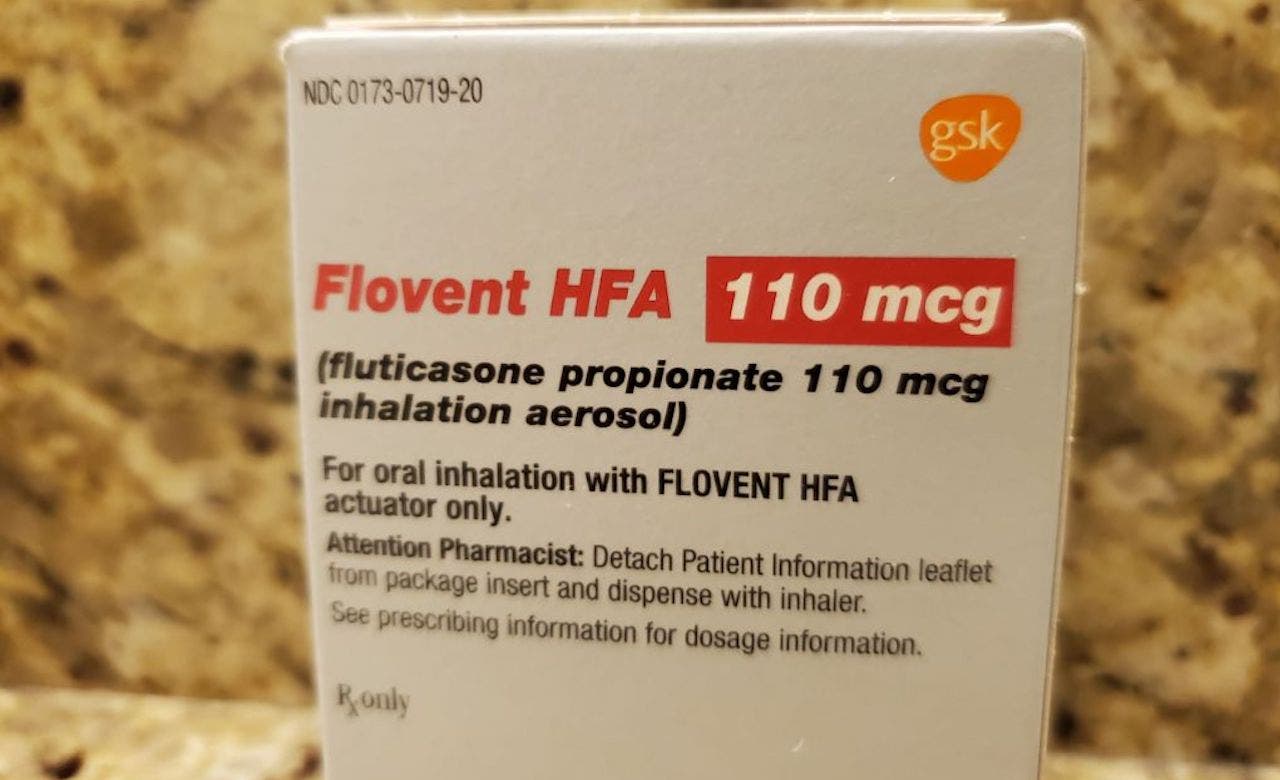 NDC 0173-0719-20
gsk
Flovent HFA 110 mcg
(fluticasone propionate 110 mcg
inhalation aerosol)
For oral inhalation with FLOVENT HFA
actuator only.
Attention Pharmacist: Detach Patient Information leaflet
from package insert and dispense with inhaler.
See prescribing information for dosage information.
Rx only